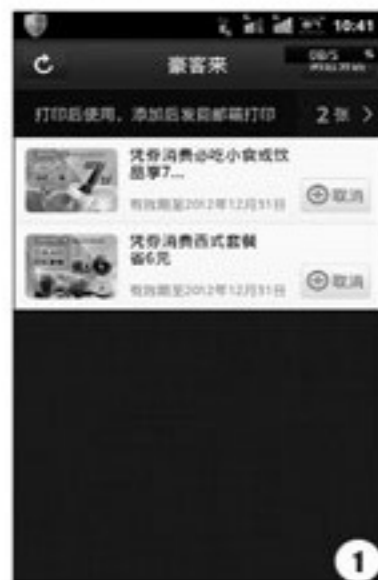 10:41
豪客来
0B/S
打印后使用，添加后发回邮箱打印
2张
凭券消费必吃小食或饮
品享7...
有效期至2012年12月31日
取消
凭券消费西式套餐
省6元
有效期至2012年12月31日
取消
1